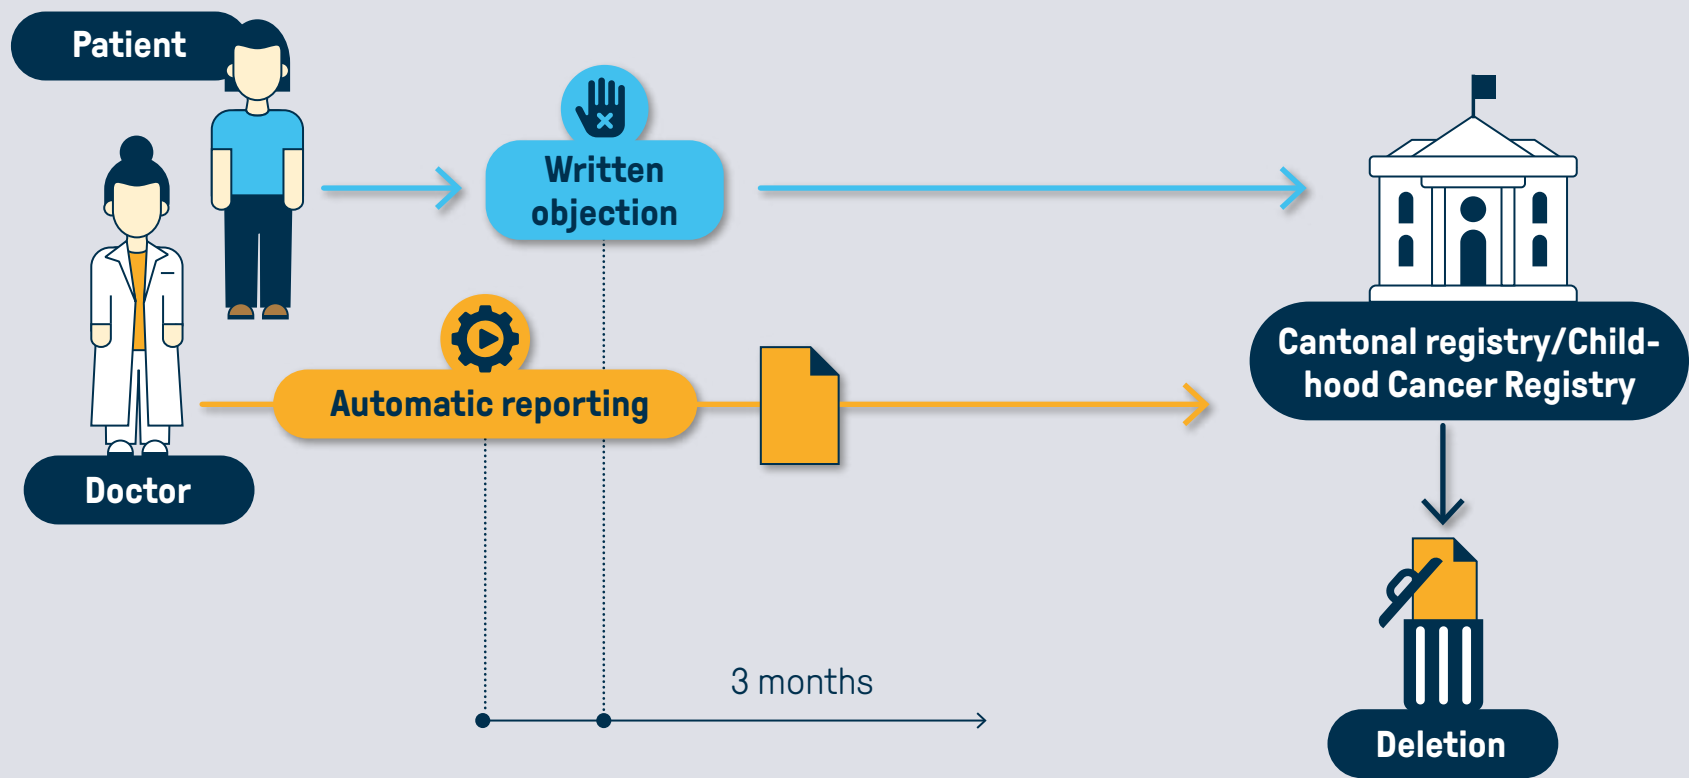 Patient
Written
objection
Automatic reporting
Doctor
Cantonal registry/Child-
hood Cancer Registry
3 months
Deletion